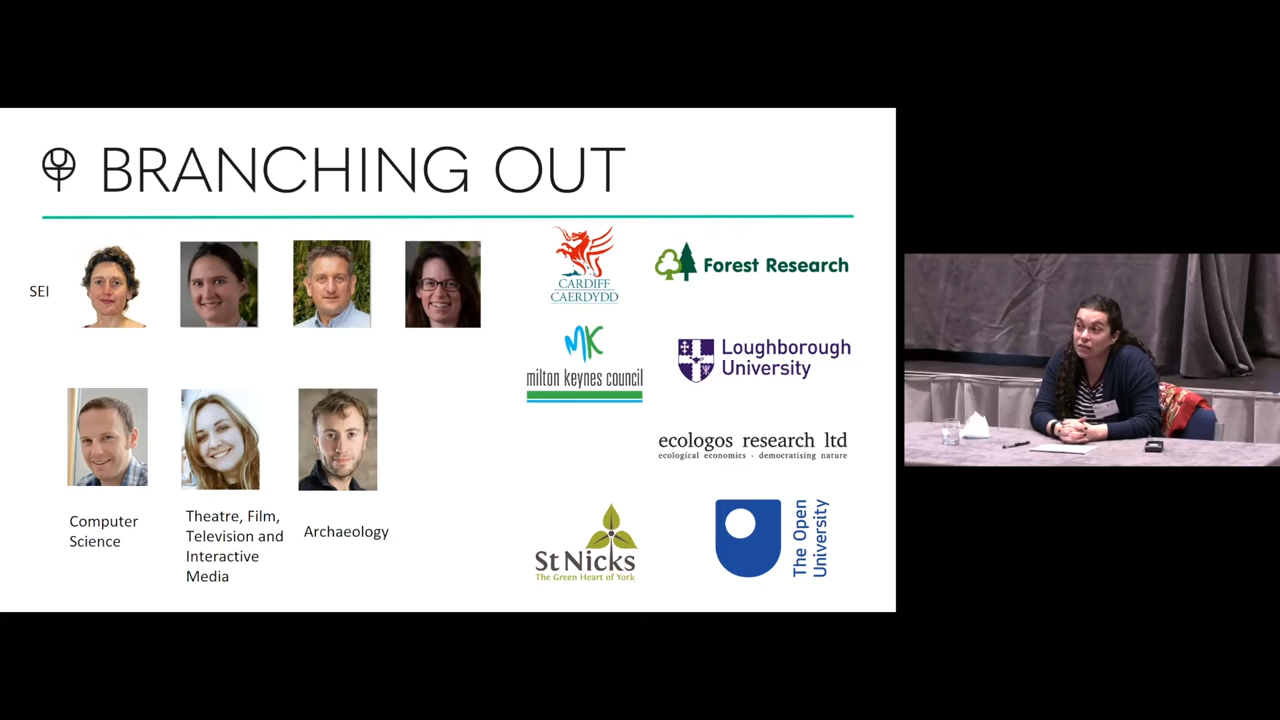 BRANCHING OUT
SEI
Computer
Science
Theatre, Film,
Television and
Interactive
Media
Archaeology
CARDIFF
CAERDYDD
Forest Research
MK
milton keynes council
Loughborough
University
ecologos research ltd
ecological economics - democratising nature
St Nicks
The Green Heart of York
The Open
University